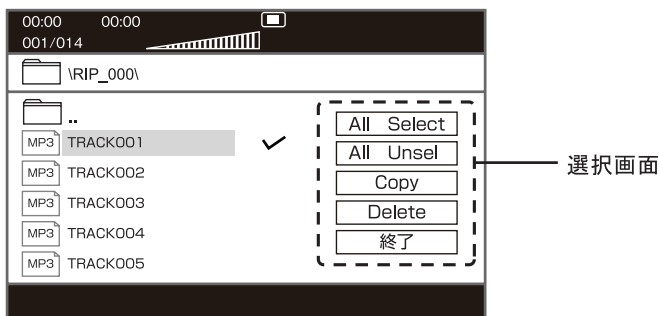 00:00 00:00
001/014
\RIP_000\
..
MP3 TRACK001
MP3 TRACK002
MP3 TRACK003
MP3 TRACK004
MP3 TRACK005
All Select
All Unsel
Copy
Delete
終了
選択画面